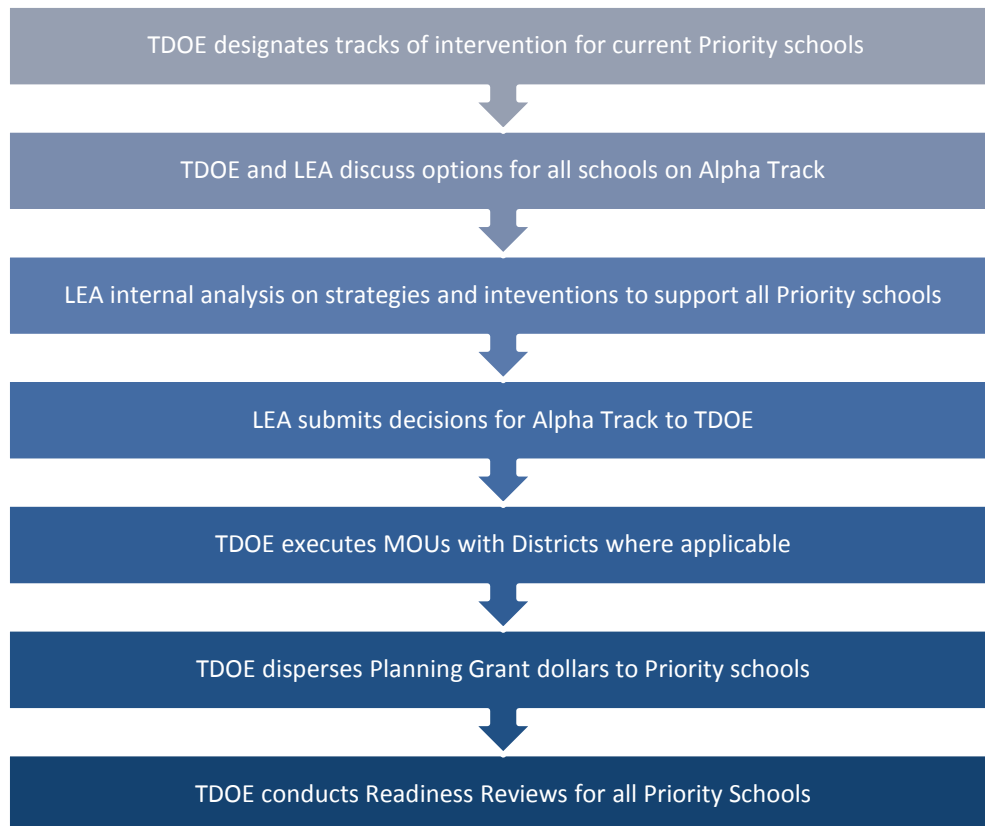 TDOE designates tracks of intervention for current Priority schools
TDOE and LEA discuss options for all schools on Alpha Track
LEA internal analysis on strategies and inteventions to support all Priority schools
LEA submits decisions for Alpha Track to TDOE
TDOE executes MOUs with Districts where applicable
TDOE disperses Planning Grant dollars to Priority schools
TDOE conducts Readiness Reviews for all Priority Schools